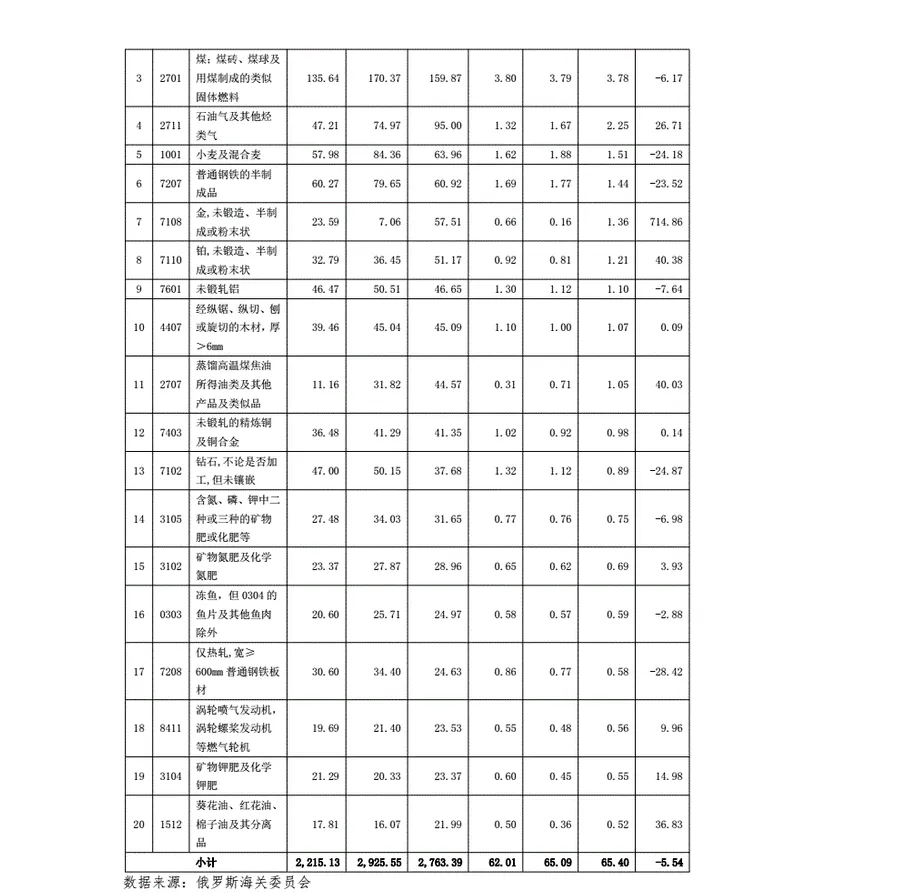 煤；煤砖、煤球及
3 2701 用煤制成的类似 135.64 170.37 159.87 3.80 3.79 3.78 -6.17
固体燃料
石油气及其他烃
4 2711 47.21 74.97 95.00 1.32 1.67 2.25 26.71
类气
5 1001 小麦及混合麦 57.98 84.36 63.96 1.62 1.88 1.51 -24.18
普通钢铁的半制
6 7207 60.27 79.65 60.92 1.69 1.77 1.44 -23.52
成品
金,未锻造、半制
7 7108 23.59 7.06 57.51 0.66 0.16 1.36 714.86
成或粉末状
铂,未锻造、半制
8 7110 32.79 36.45 51.17 0.92 0.81 1.21 40.38
成或粉末状
9 7601 未锻轧铝 46.47 50.51 46.65 1.30 1.12 1.10 -7.64
经纵锯、纵切、刨
10 4407 或旋切的木材,厚 39.46 45.04 45.09 1.10 1.00 1.07 0.09
＞6mm
蒸馏高温煤焦油
11 2707 所得油类及其他 11.16 31.82 44.57 0.31 0.71 1.05 40.03
产品及类似品
未锻轧的精炼铜
12 7403 36.48 41.29 41.35 1.02 0.92 0.98 0.14
及铜合金
钻石,不论是否加
13 7102 47.00 50.15 37.68 1.32 1.12 0.89 -24.87
工,但未镶嵌
含氮、磷、钾中二
14 3105 种或三种的矿物 27.48 34.03 31.65 0.77 0.76 0.75 -6.98
肥或化肥等
矿物氮肥及化学
15 3102 23.37 27.87 28.96 0.65 0.62 0.69 3.93
氮肥
冻鱼，但 0304 的
16 0303 鱼片及其他鱼肉 20.60 25.71 24.97 0.58 0.57 0.59 -2.88
除外
仅热轧,宽≥
17 7208 600mm 普通钢铁板 30.60 34.40 24.63 0.86 0.77 0.58 -28.42
材
涡轮喷气发动机,
18 8411 涡轮螺桨发动机 19.69 21.40 23.53 0.55 0.48 0.56 9.96
等燃气轮机
矿物钾肥及化学
19 3104 21.29 20.33 23.37 0.60 0.45 0.55 14.98
钾肥
葵花油、红花油、
20 1512 棉子油及其分离 17.81 16.07 21.99 0.50 0.36 0.52 36.83
品
小计 2,215.13 2,925.55 2,763.39 62.01 65.09 65.40 -5.54
数据来源：俄罗斯海关委员会